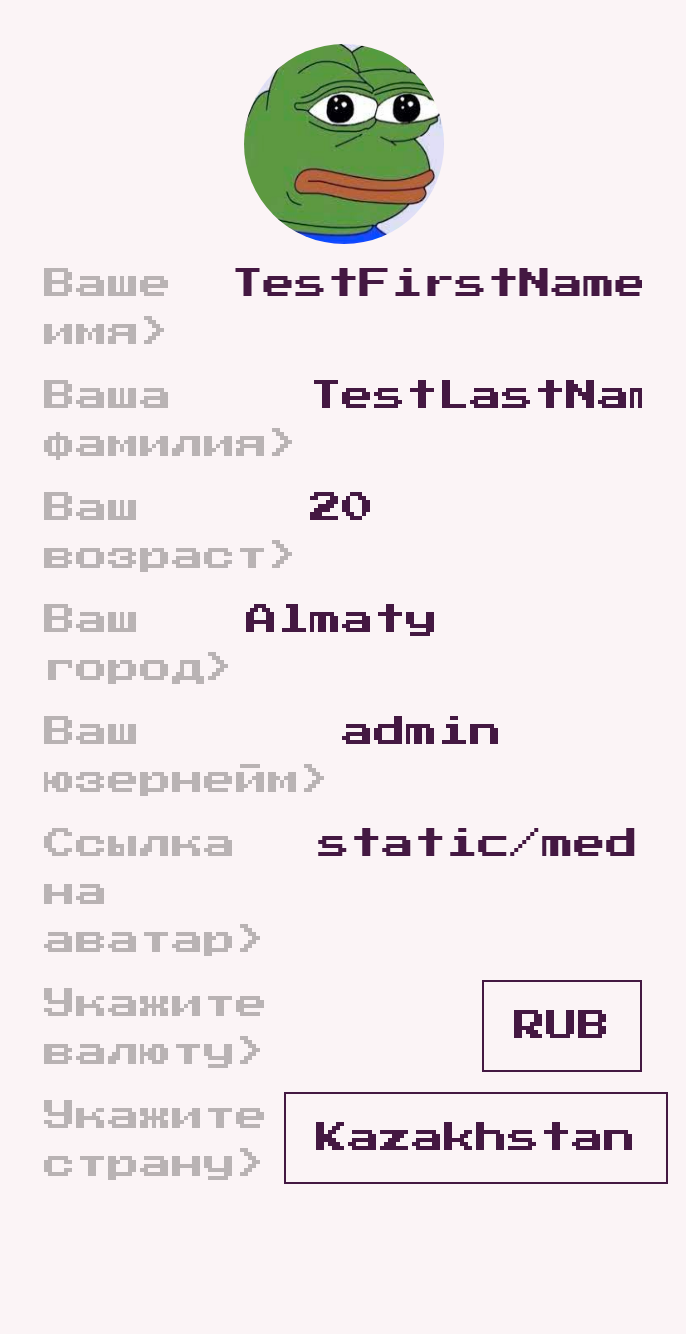 Ваше TestFirstName
имя>
Ваша TestLastNam
фамилия>
Ваш 20
возраст>
Ваш Almaty
город>
Ваш admin
юзернейм>
Ссылка static/med
на
аватар>
Укажите
валюту>
RUB
Укажите
страну>
Kazakhstan